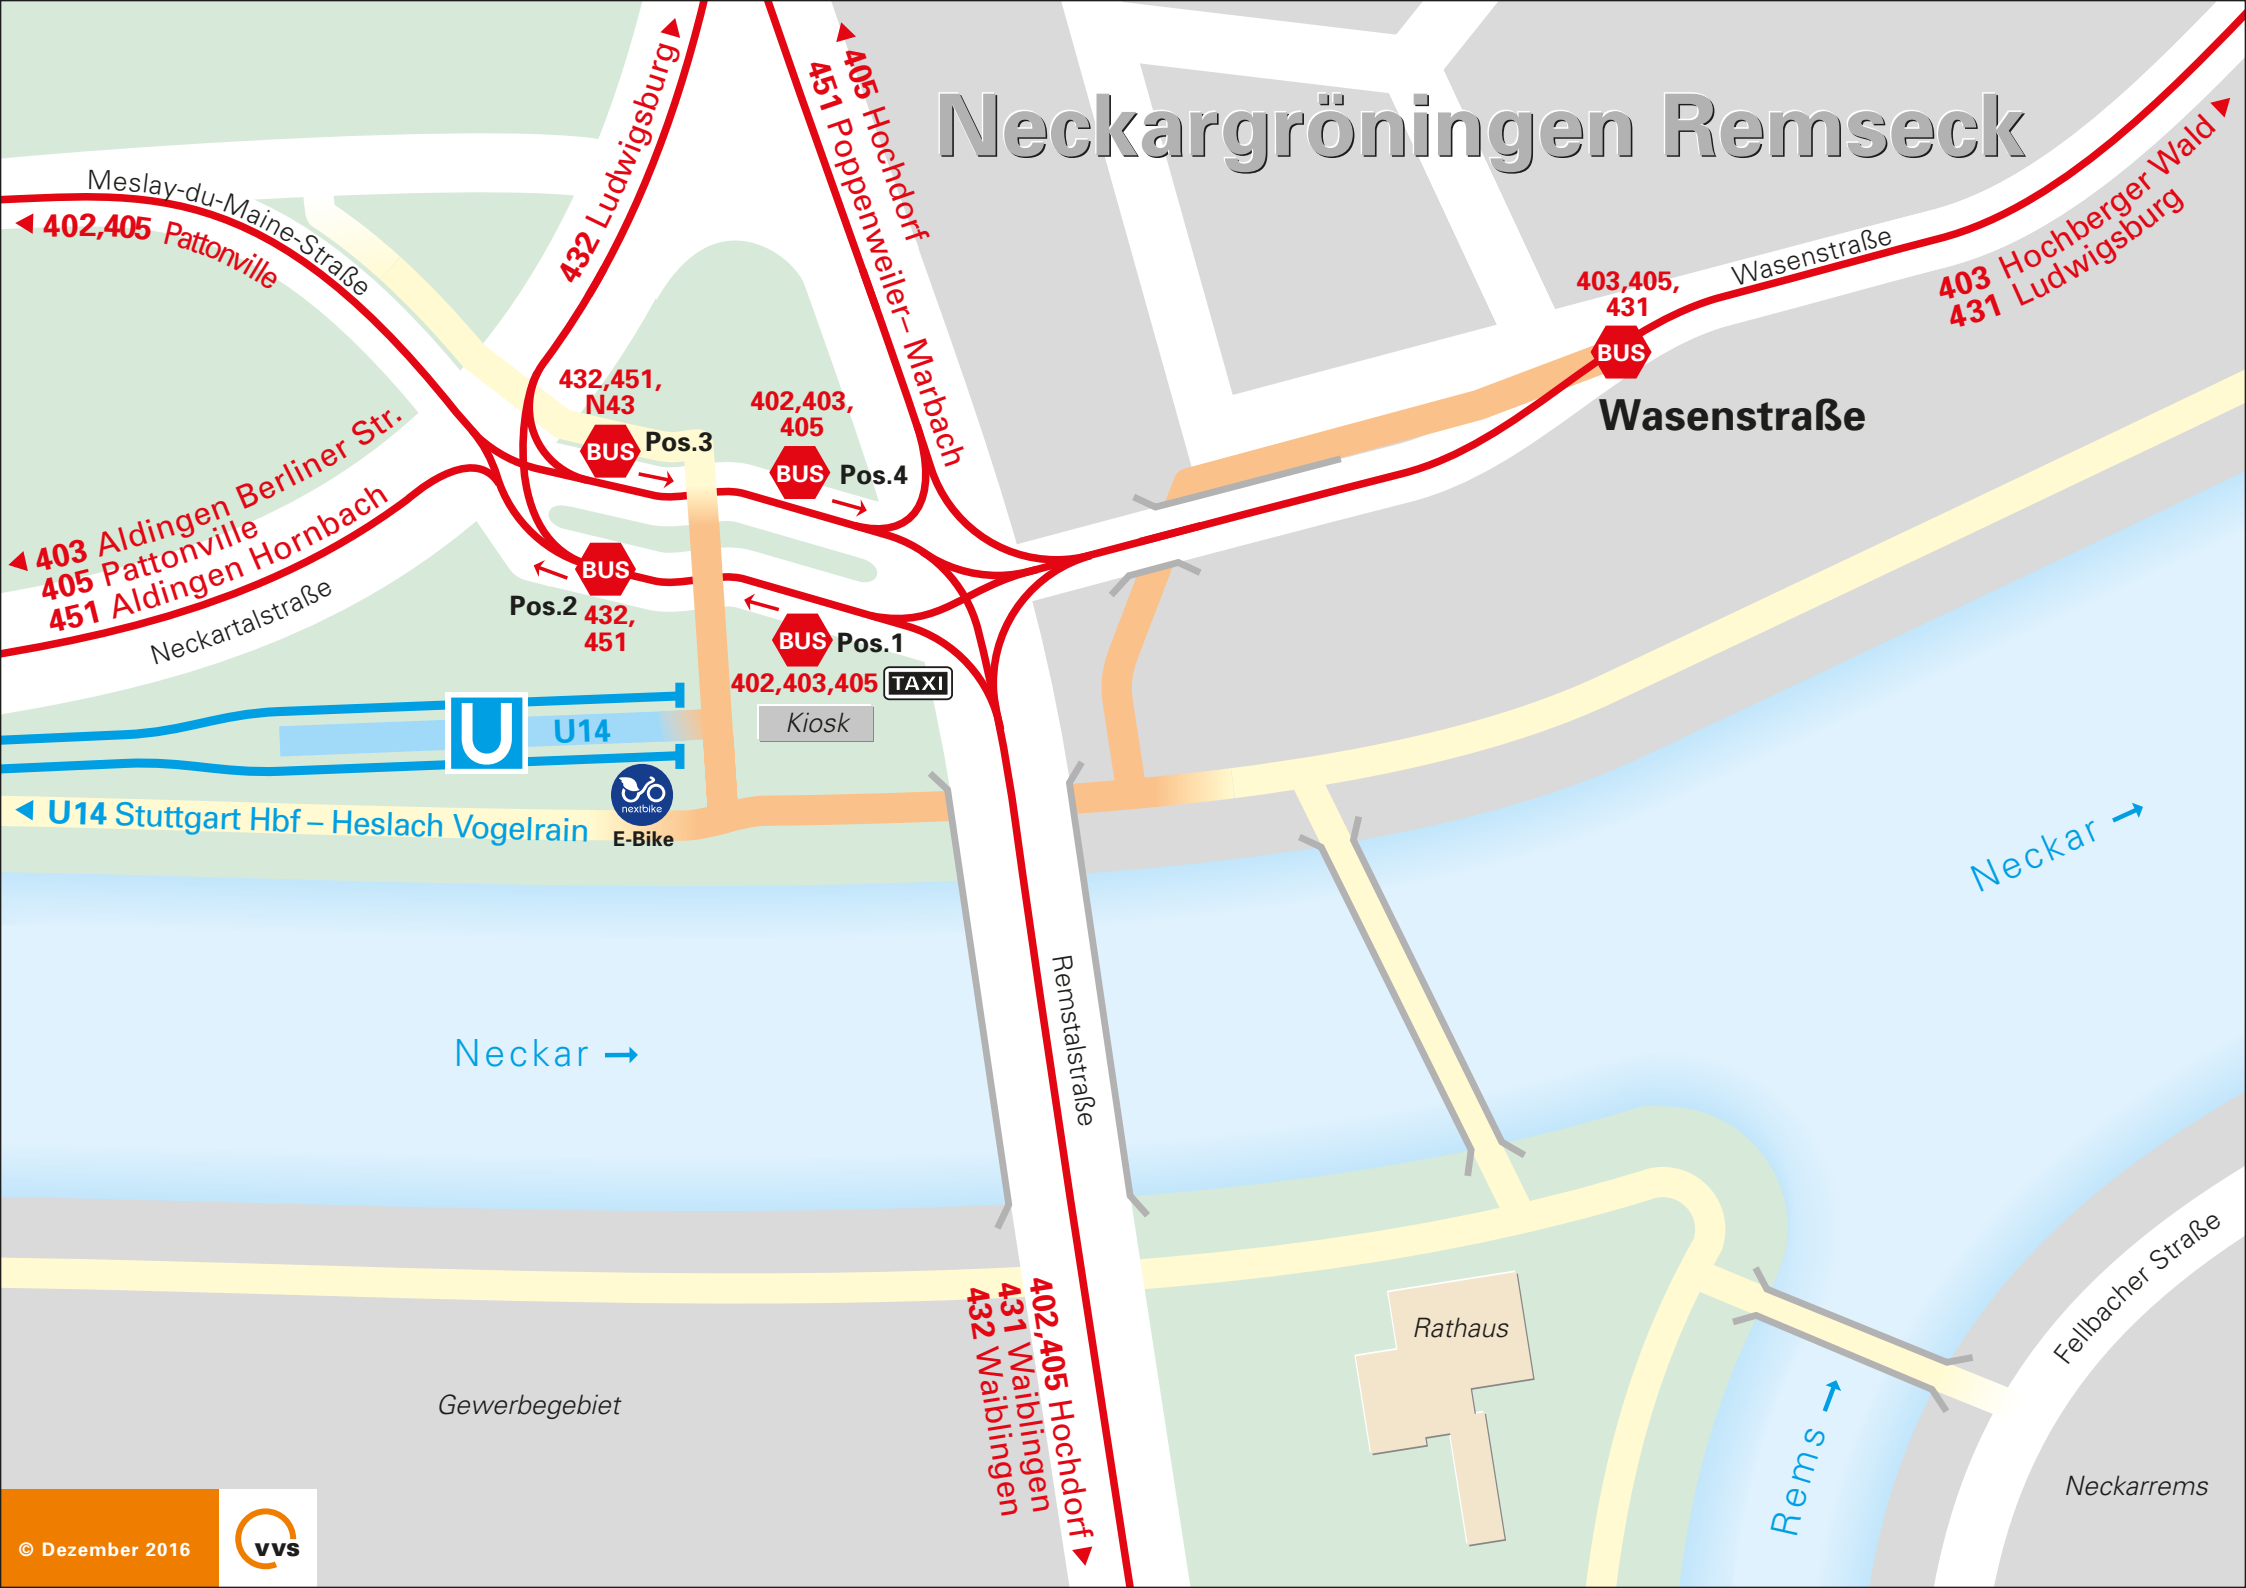 Neckargröningen Remseck
432 Ludwigsburg
405 Hochdorf
451 Poppenweiler– Marbach
Meslay-du-Maine-Straße
402,405 Pattonville
Wasenstraße
403 Hochberger Wald
431 Ludwigsburg
403,405,
431
BUS
Wasenstraße
432,451,
N43
BUS
Pos.3
402,403,
405
BUS
Pos.4
403 Aldingen Berliner Str.
405 Pattonville
451 Aldingen Hornbach
Neckartalstraße
BUS
Pos.2
432,
451
BUS
Pos.1
402,403,405
TAXI
Kiosk
U
U14
nextbike
E-Bike
U14 Stuttgart Hbf – Heslach Vogelrain
Neckar
Neckar
Remstalstraße
402,405 Hochdorf
431 Waiblingen
432 Waiblingen
Rathaus
Gewerbegebiet
Fellbacher Straße
Rems
Neckarrems
© Dezember 2016
vvs